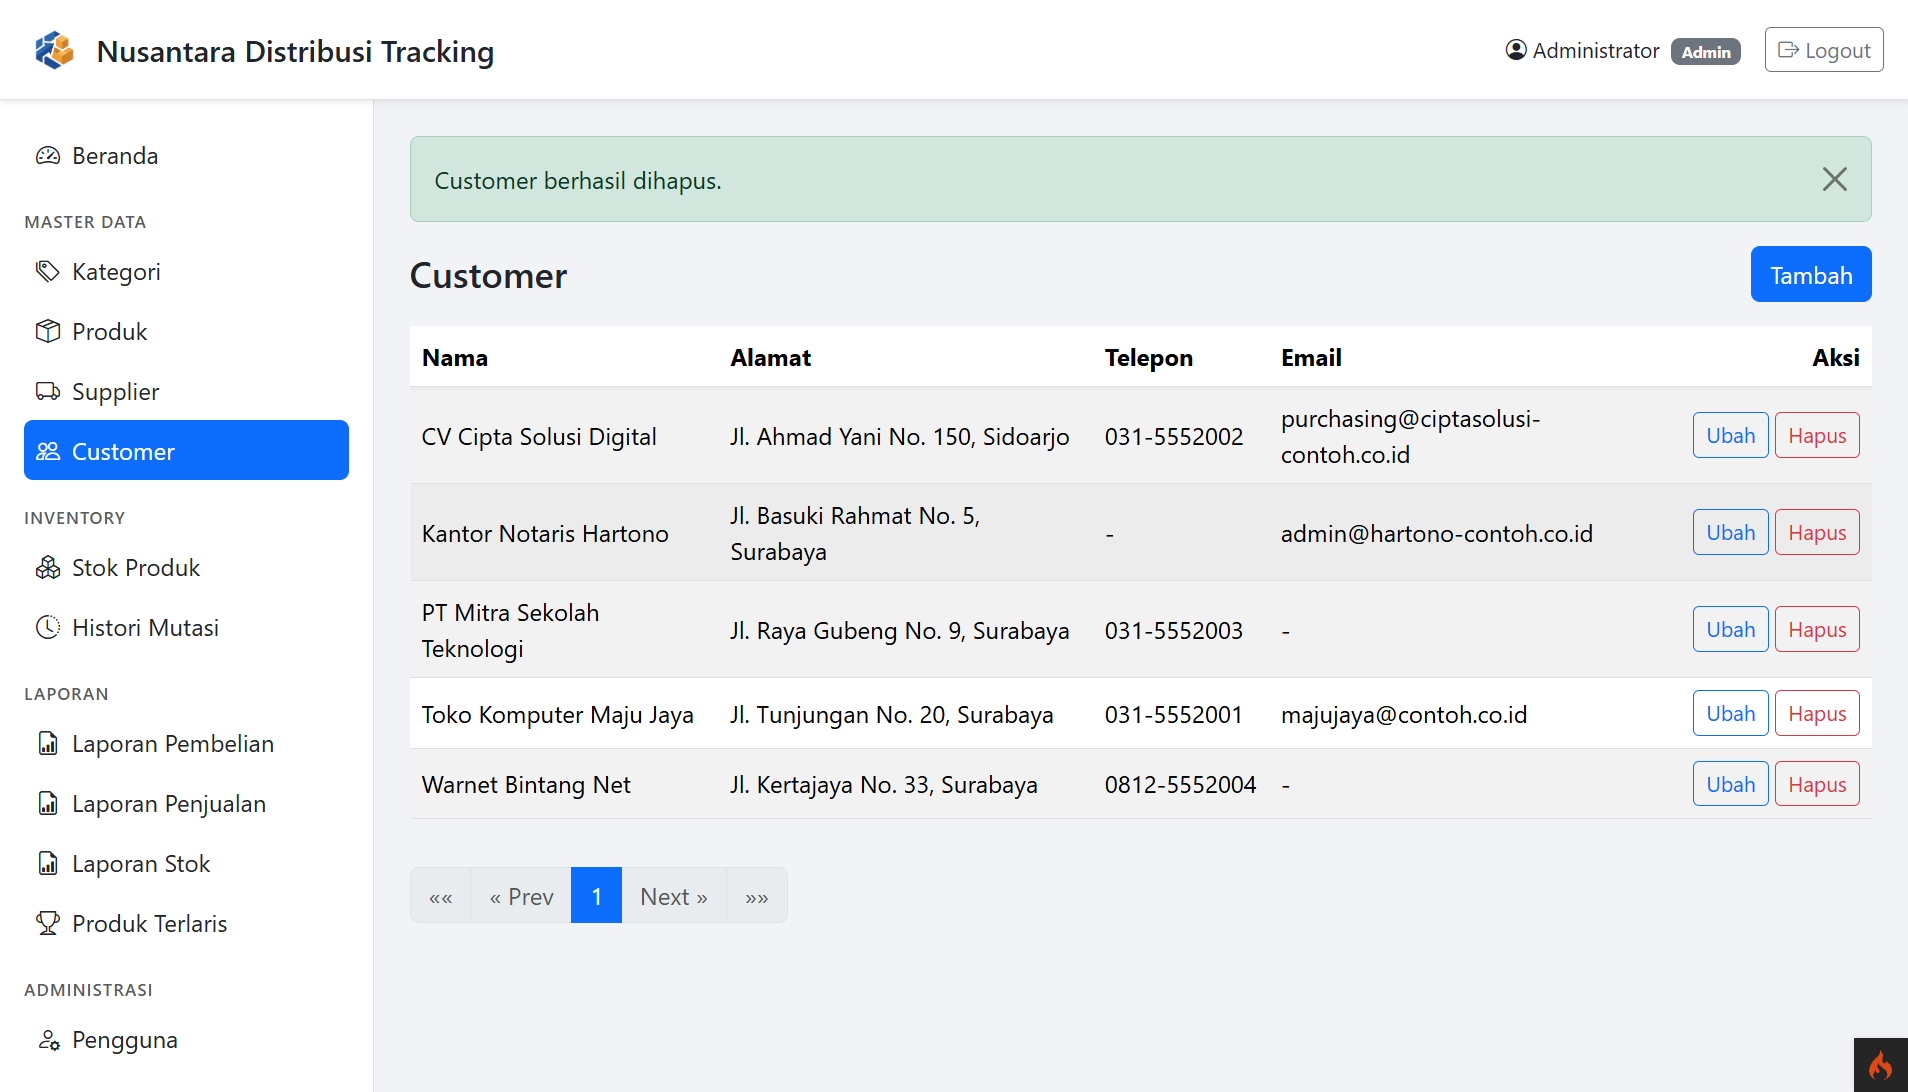 Nusantara Distribusi Tracking
Administrator Admin Logout
Beranda
MASTER DATA
Kategori
Produk
Supplier
Customer
INVENTORY
Stok Produk
Histori Mutasi
LAPORAN
Laporan Pembelian
Laporan Penjualan
Laporan Stok
Produk Terlaris
ADMINISTRASI
Pengguna
Customer berhasil dihapus.
Customer
Tambah
Nama Alamat Telepon Email Aksi
CV Cipta Solusi Digital Jl. Ahmad Yani No. 150, Sidoarjo 031-5552002 purchasing@ciptasolusi-
contoh.co.id Ubah Hapus
Kantor Notaris Hartono Jl. Basuki Rahmat No. 5,
Surabaya - admin@hartono-contoh.co.id Ubah Hapus
PT Mitra Sekolah
Teknologi Jl. Raya Gubeng No. 9, Surabaya 031-5552003 - Ubah Hapus
Toko Komputer Maju Jaya Jl. Tunjungan No. 20, Surabaya 031-5552001 majujaya@contoh.co.id Ubah Hapus
Warnet Bintang Net Jl. Kertajaya No. 33, Surabaya 0812-5552004 - Ubah Hapus
«« « Prev 1 Next » »»